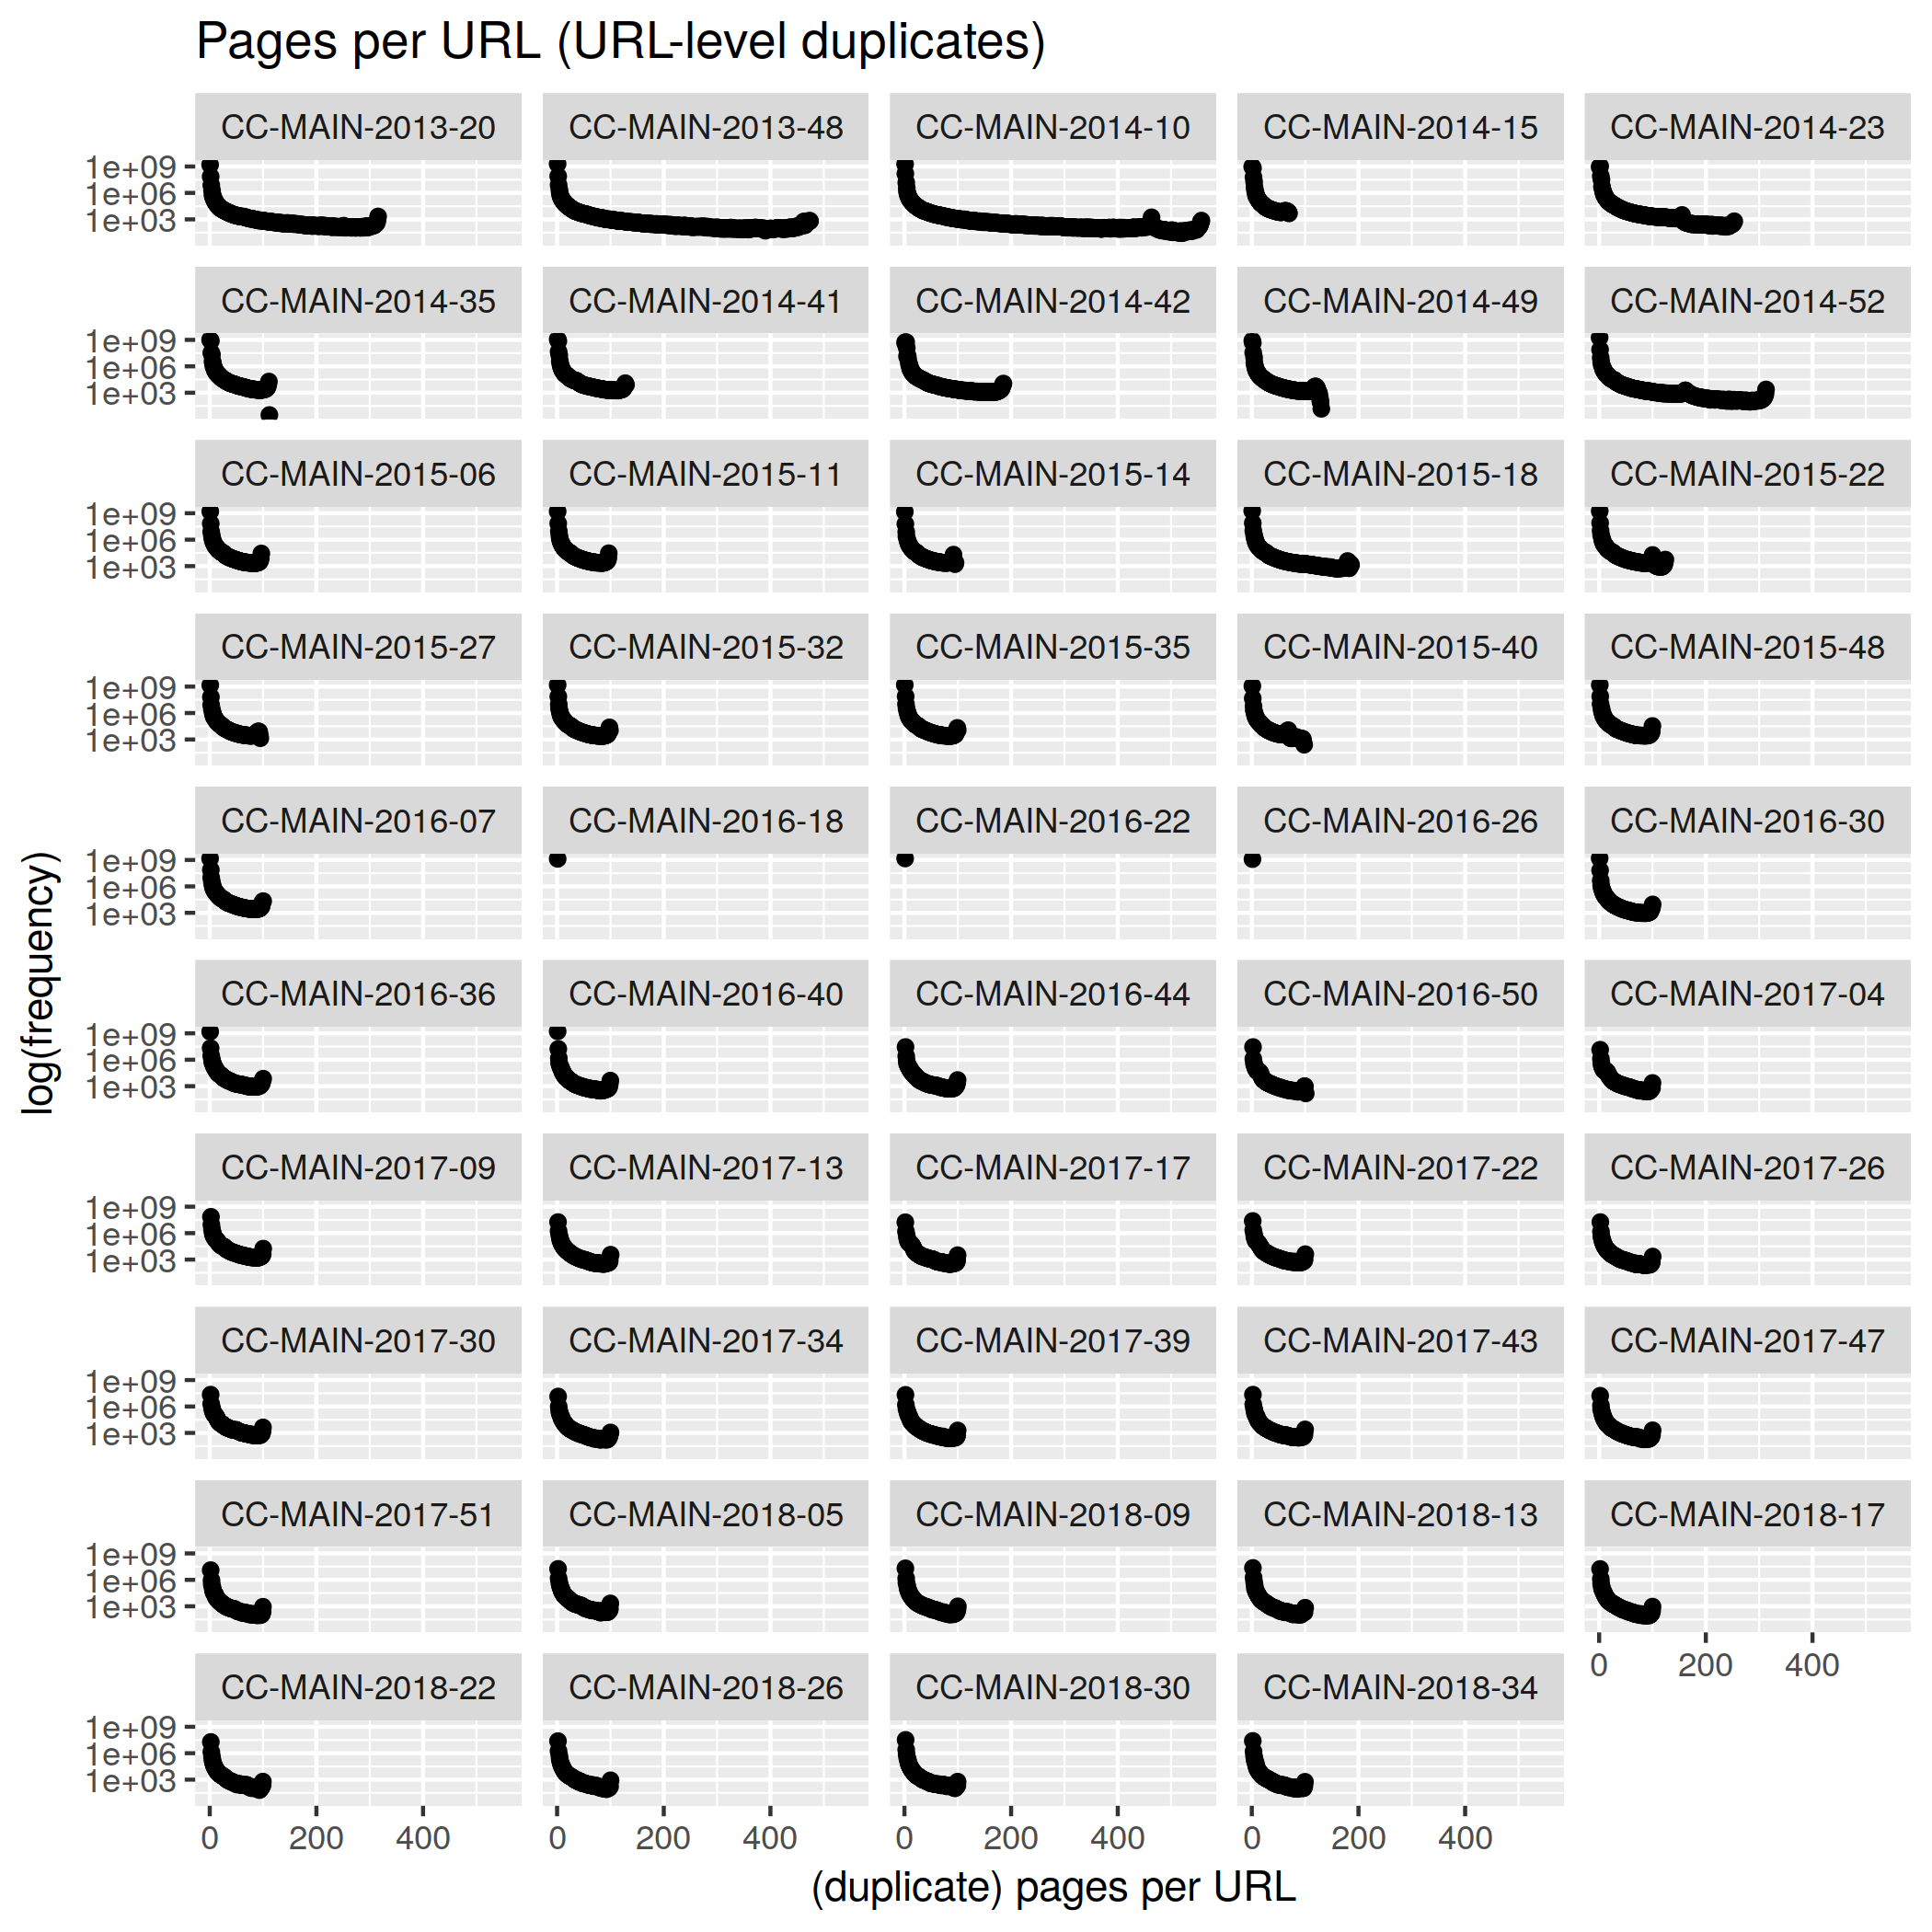 Pages per URL (URL-level duplicates)
CC-MAIN-2013-20 CC-MAIN-2013-48 CC-MAIN-2014-10 CC-MAIN-2014-15 CC-MAIN-2014-23
1e+09
1e+06
1e+03
CC-MAIN-2014-35 CC-MAIN-2014-41 CC-MAIN-2014-42 CC-MAIN-2014-49 CC-MAIN-2014-52
1e+09
1e+06
1e+03
CC-MAIN-2015-06 CC-MAIN-2015-11 CC-MAIN-2015-14 CC-MAIN-2015-18 CC-MAIN-2015-22
1e+09
1e+06
1e+03
CC-MAIN-2015-27 CC-MAIN-2015-32 CC-MAIN-2015-35 CC-MAIN-2015-40 CC-MAIN-2015-48
1e+09
1e+06
1e+03
CC-MAIN-2016-07 CC-MAIN-2016-18 CC-MAIN-2016-22 CC-MAIN-2016-26 CC-MAIN-2016-30
1e+09
1e+06
1e+03
log(frequency)
CC-MAIN-2016-36 CC-MAIN-2016-40 CC-MAIN-2016-44 CC-MAIN-2016-50 CC-MAIN-2017-04
1e+09
1e+06
1e+03
CC-MAIN-2017-09 CC-MAIN-2017-13 CC-MAIN-2017-17 CC-MAIN-2017-22 CC-MAIN-2017-26
1e+09
1e+06
1e+03
CC-MAIN-2017-30 CC-MAIN-2017-34 CC-MAIN-2017-39 CC-MAIN-2017-43 CC-MAIN-2017-47
1e+09
1e+06
1e+03
CC-MAIN-2017-51 CC-MAIN-2018-05 CC-MAIN-2018-09 CC-MAIN-2018-13 CC-MAIN-2018-17
1e+09
1e+06
1e+03
0 200 400
CC-MAIN-2018-22 CC-MAIN-2018-26 CC-MAIN-2018-30 CC-MAIN-2018-34
1e+09
1e+06
1e+03
0 200 400 0 200 400 0 200 400 0 200 400
(duplicate) pages per URL